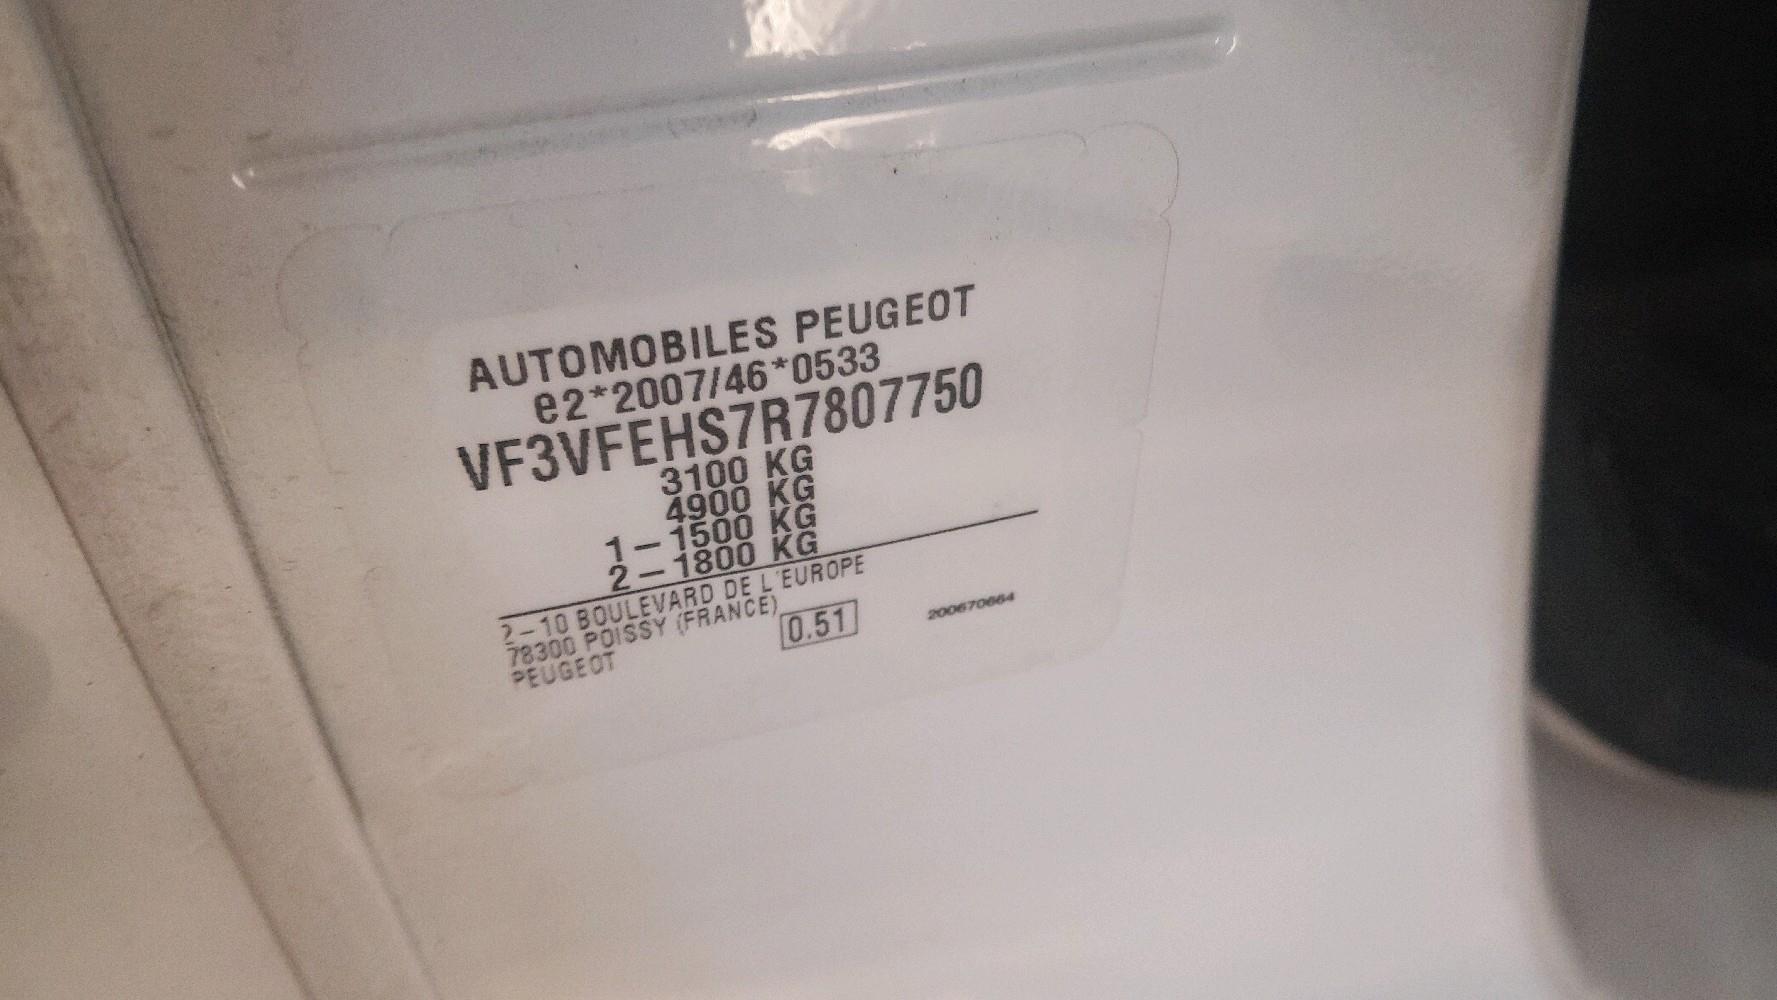 AUTOMOBILES PEUGEOT
e2*2007/46*0533
VF3VFEHS7R7807750
3100 KG
4900 KG
1-1500 KG
2-1800 KG
2-10 BOULEVARD DE L'EUROPE
78300 POISSY (FRANCE)
PEUGEOT
0.51
200670664